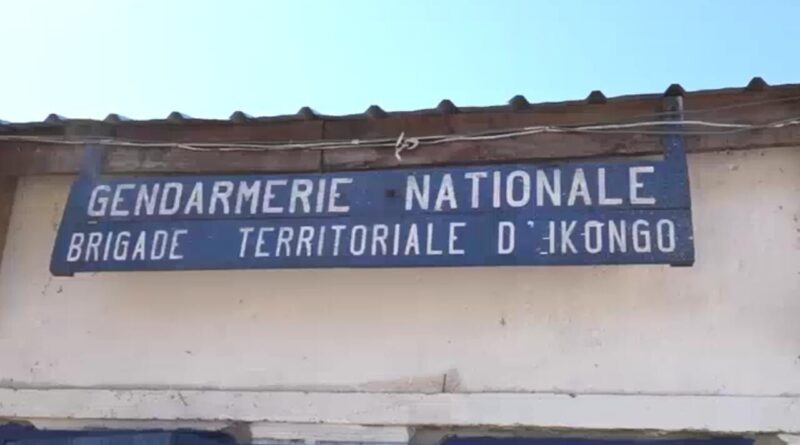 GENDARMERIE NATIONALE
BRIGADE TERRITORIALE D'IKONGO